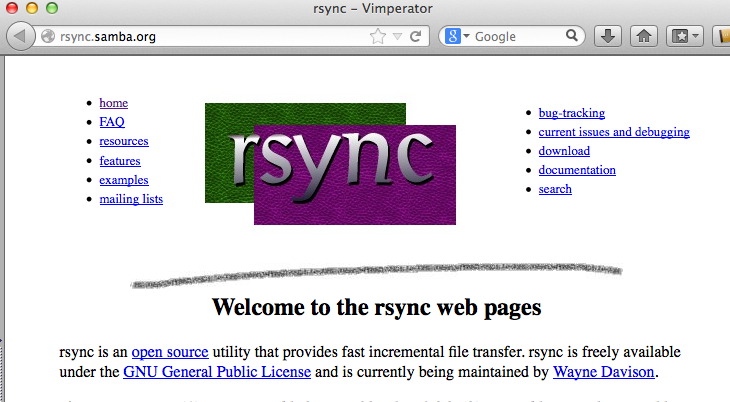 rsync – Vimperator
rsync.samba.org
Google
home
FAQ
resources
features
examples
mailing lists
rsync
bug-tracking
current issues and debugging
download
documentation
search
Welcome to the rsync web pages
rsync is an open source utility that provides fast incremental file transfer. rsync is freely available
under the GNU General Public License and is currently being maintained by Wayne Davison.